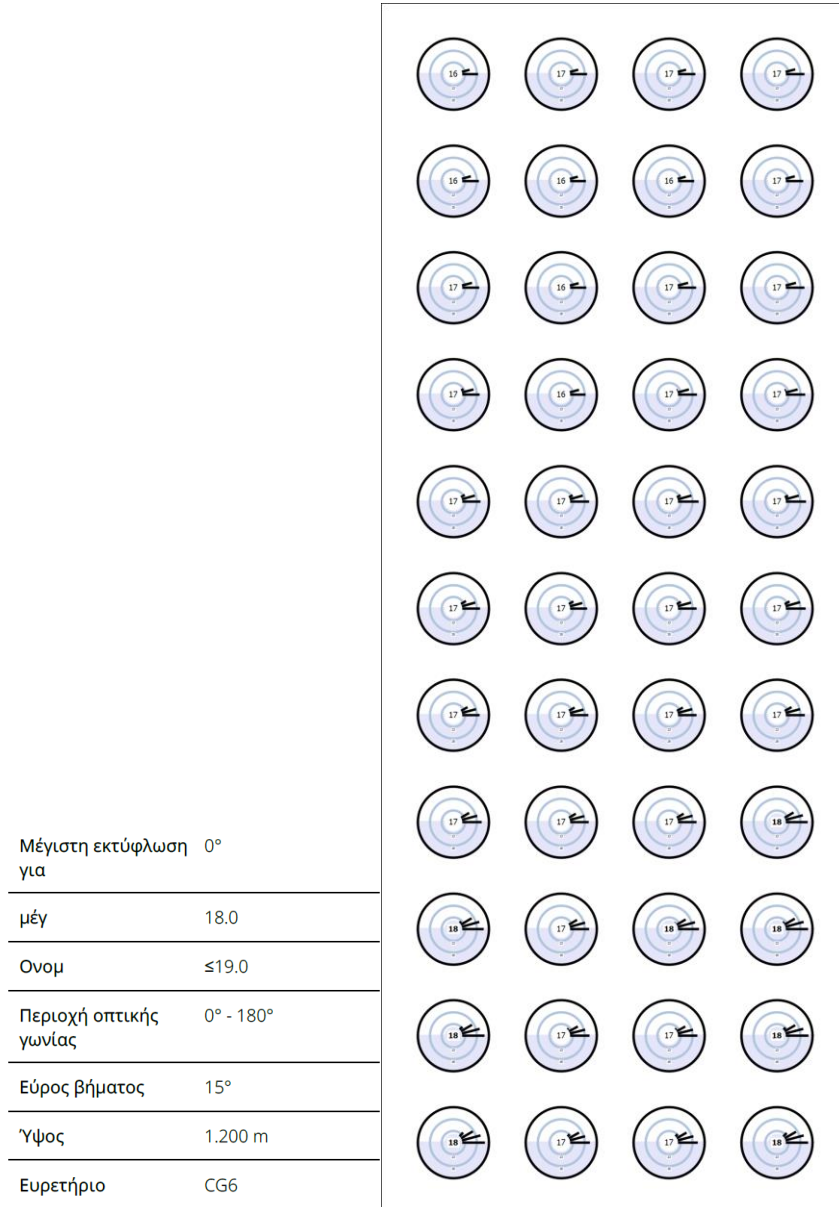 16 17 17 17
16 16 16 17
17 16 17 17
17 16 17 17
17 17 17 17
17 17 17 17
17 17 17 17
17 17 17 18
18 17 18 18
18 17 17 18
18 17 17 18
Μέγιστη εκτύφλωση 0°
για
μέγ 18.0
Ονομ ≤19.0
Περιοχή οπτικής 0° - 180°
γωνίας
Εύρος βήματος 15°
Ύψος 1.200 m
Ευρετήριο CG6